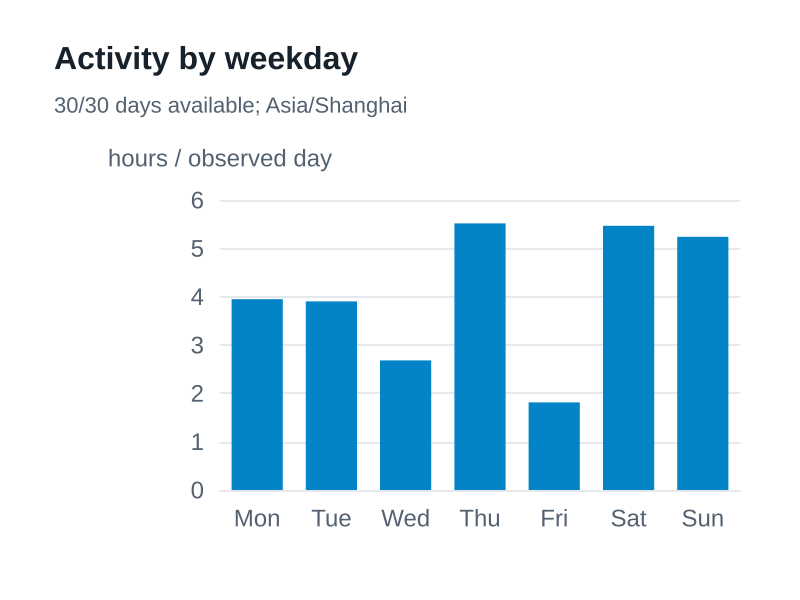 Activity by weekday
30/30 days available; Asia/Shanghai
hours / observed day
6
5
4
3
2
1
0
Mon Tue Wed Thu Fri Sat Sun